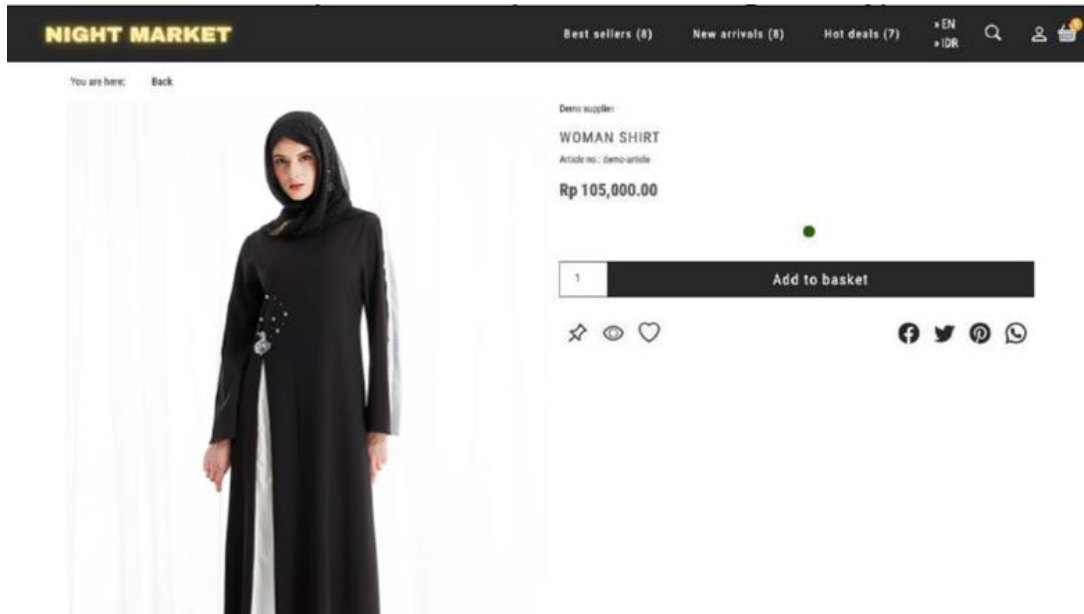 NIGHT MARKET
Best sellers (8)
New arrivals (8)
Hot deals (7)
» EN
» IDR
You are here: Back
Demo supplier
WOMAN SHIRT
Article no.: demo-article
Rp 105,000.00
1
Add to basket